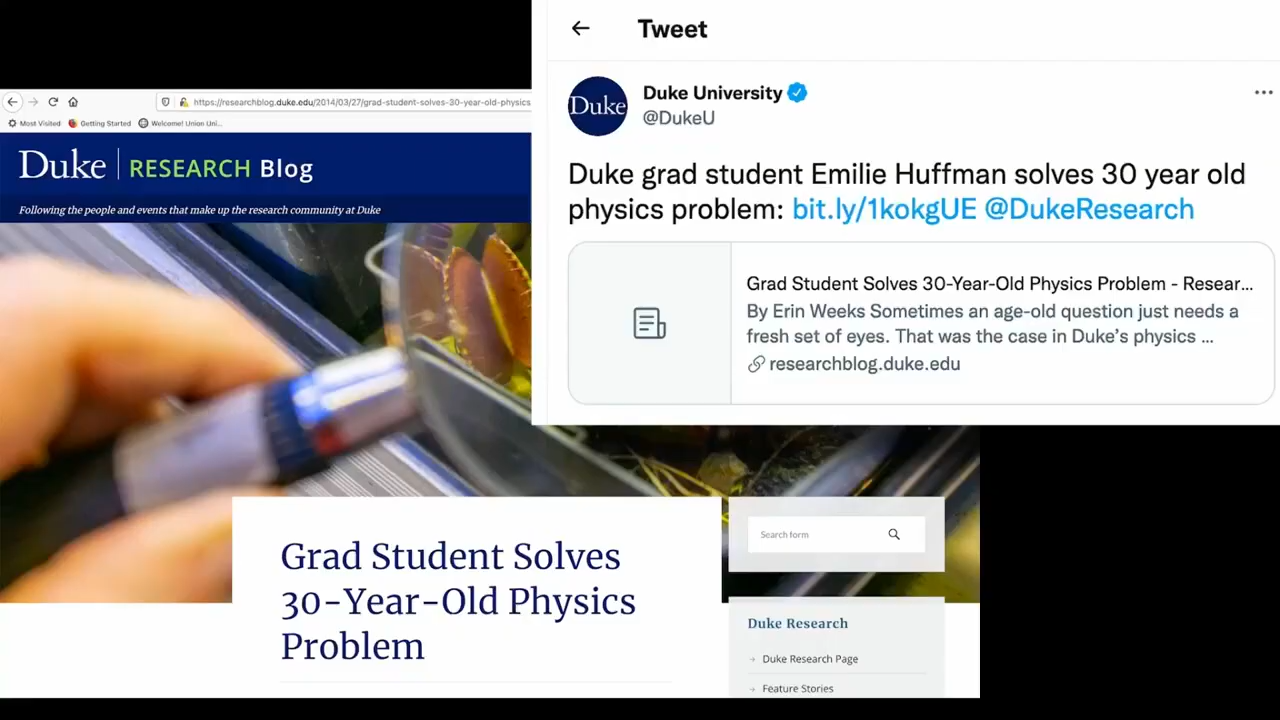 Tweet
Duke
Duke University
@DukeU
Duke grad student Emilie Huffman solves 30 year old
physics problem: bit.ly/1kokgUE @DukeResearch
Grad Student Solves 30-Year-Old Physics Problem - Resear...
By Erin Weeks Sometimes an age-old question just needs a
fresh set of eyes. That was the case in Duke's physics ...
researchblog.duke.edu
https://researchblog.duke.edu/2014/03/27/grad-student-solves-30-year-old-physics
Most Visited Getting Started Welcome! Union Uni...
Duke RESEARCH Blog
Following the people and events that make up the research community at Duke
Grad Student Solves
30-Year-Old Physics
Problem
Search form
Duke Research
Duke Research Page
Feature Stories